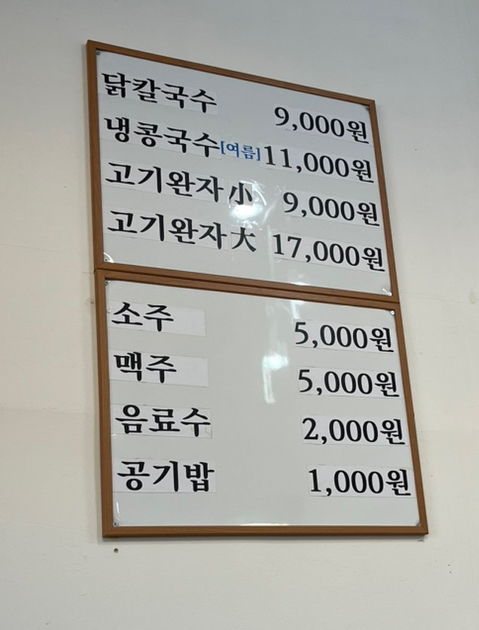 닭칼국수 9,000원
냉콩국수[여름] 11,000원
고기완자 小 9,000원
고기완자 大 17,000원
소주 5,000원
맥주 5,000원
음료수 2,000원
공기밥 1,000원